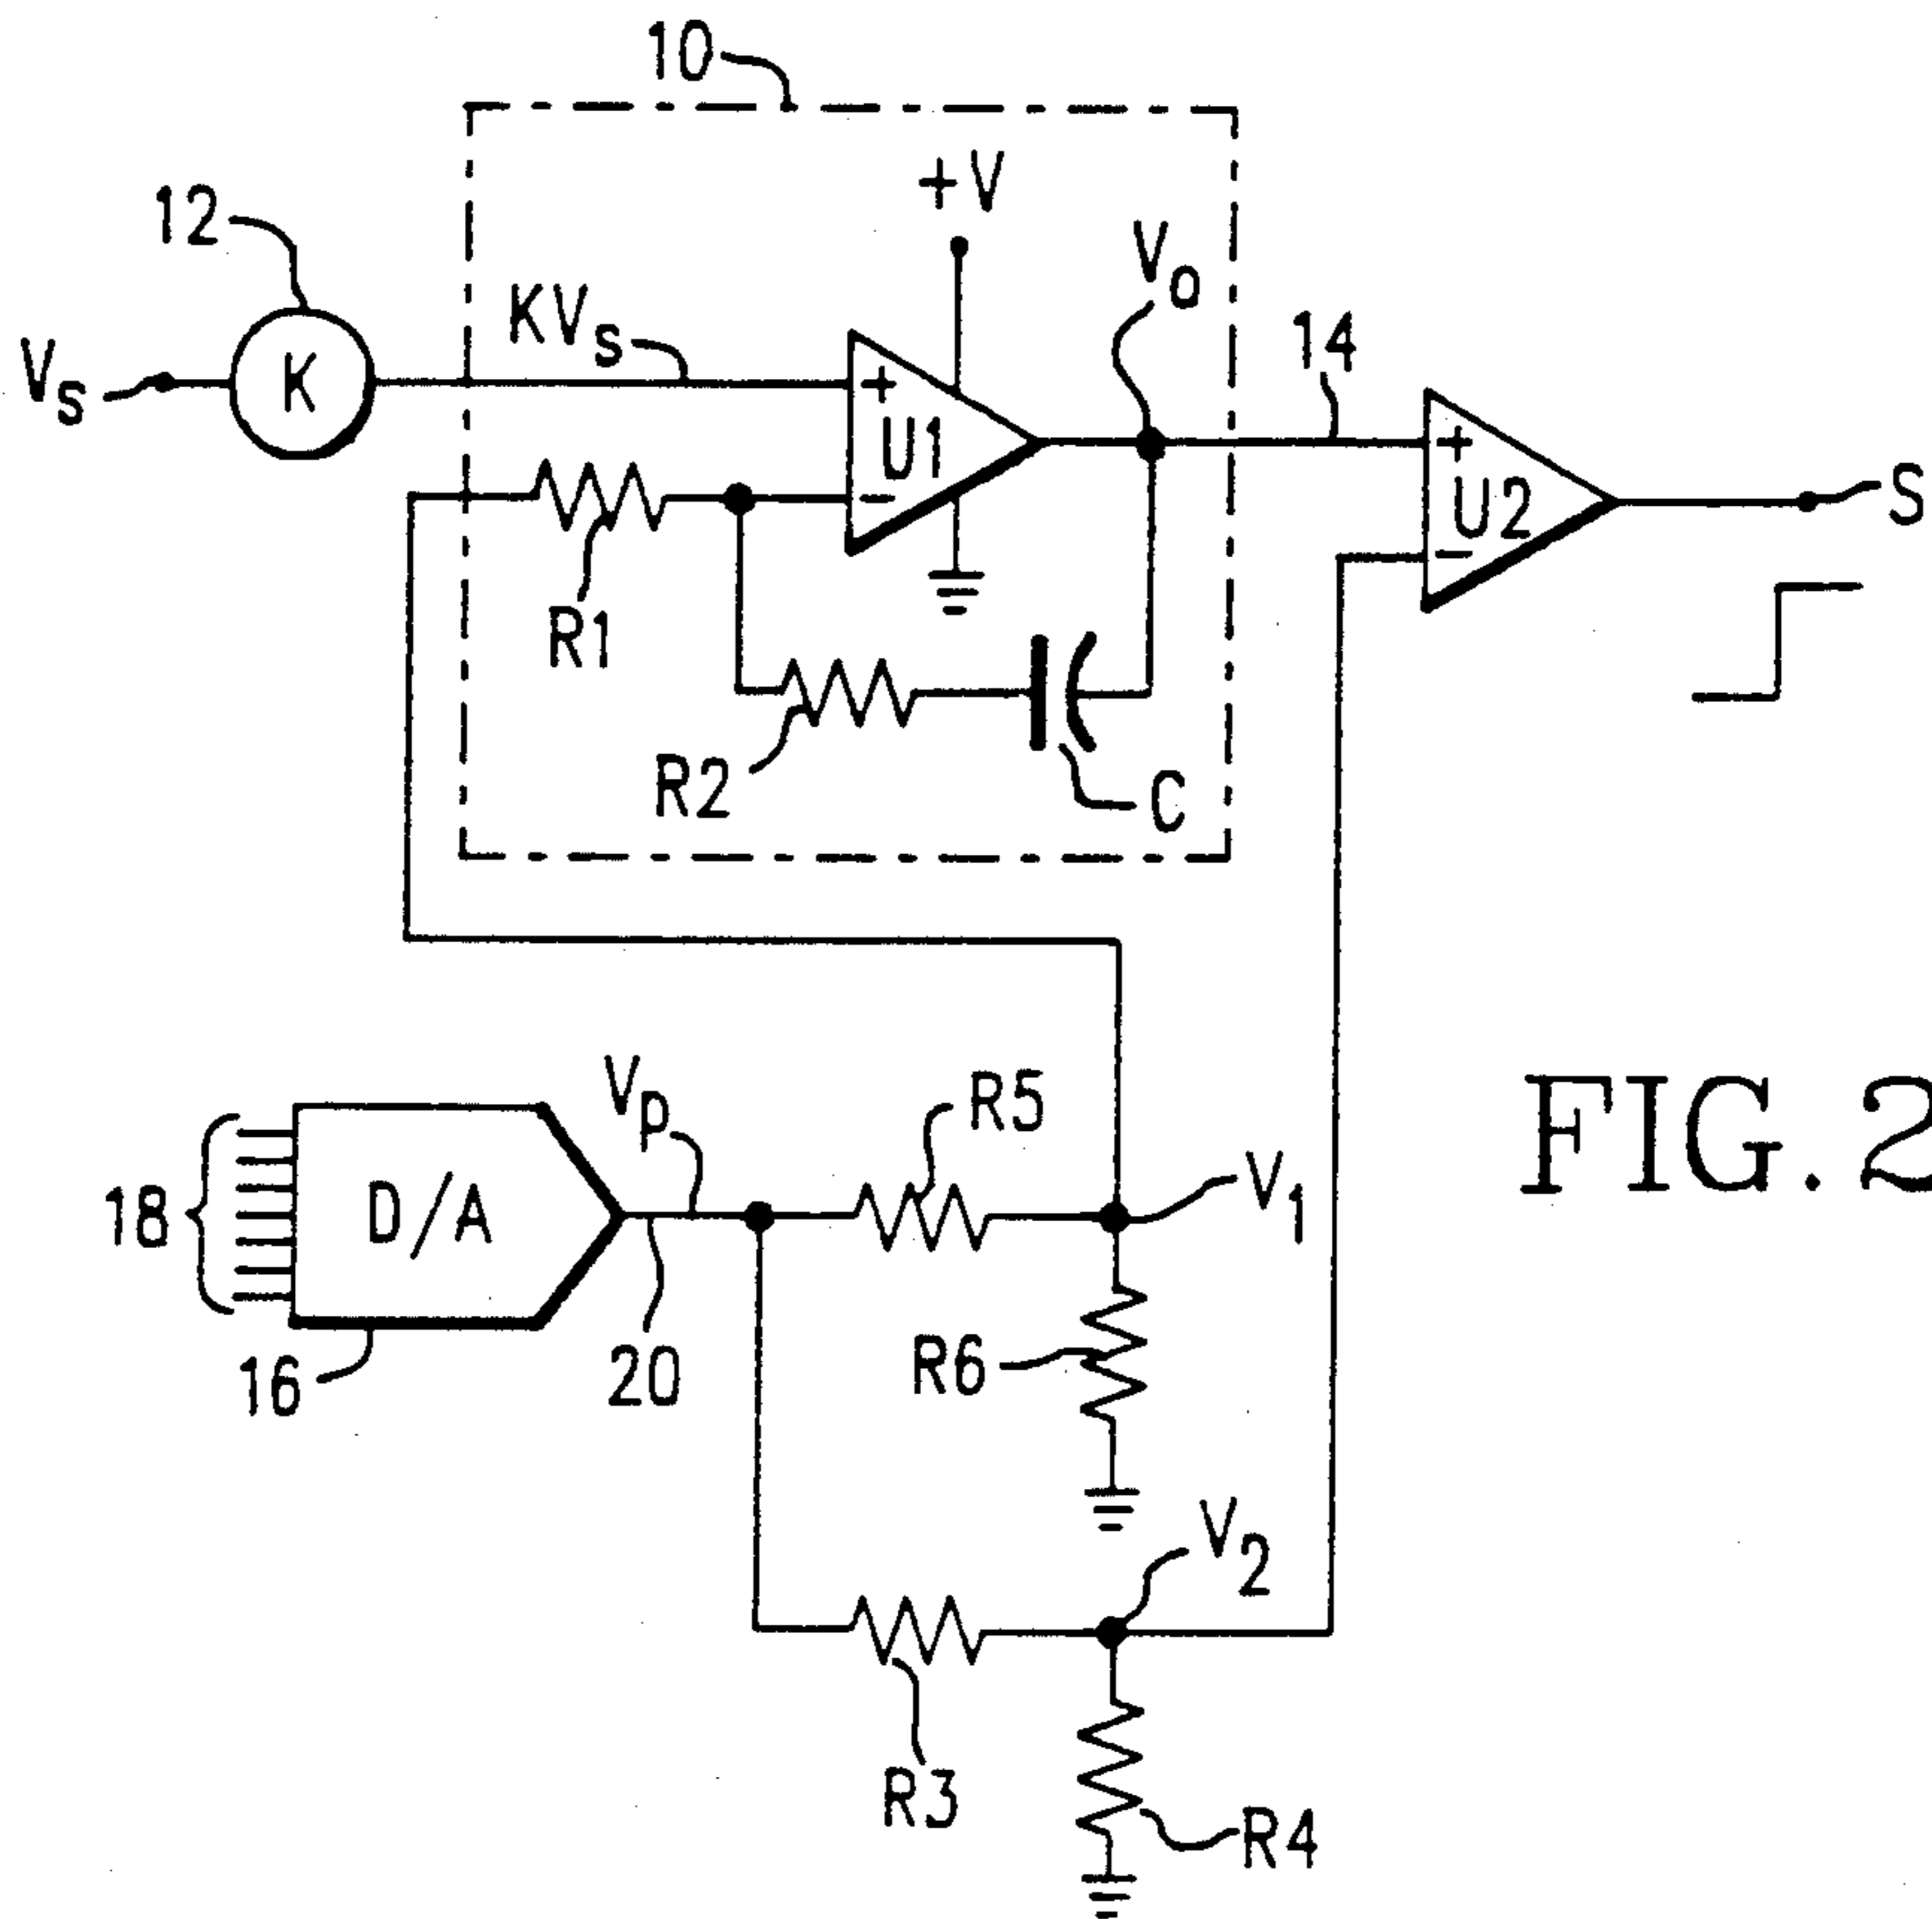 10
+V
12
V₀
KVₛ
14
Vₛ
K
+
U1
-
+
U2
-
S
R1
R2
C
Vₚ
R5
V₁
FIG.2
18
D/A
16
20
R6
V₂
R3
R4